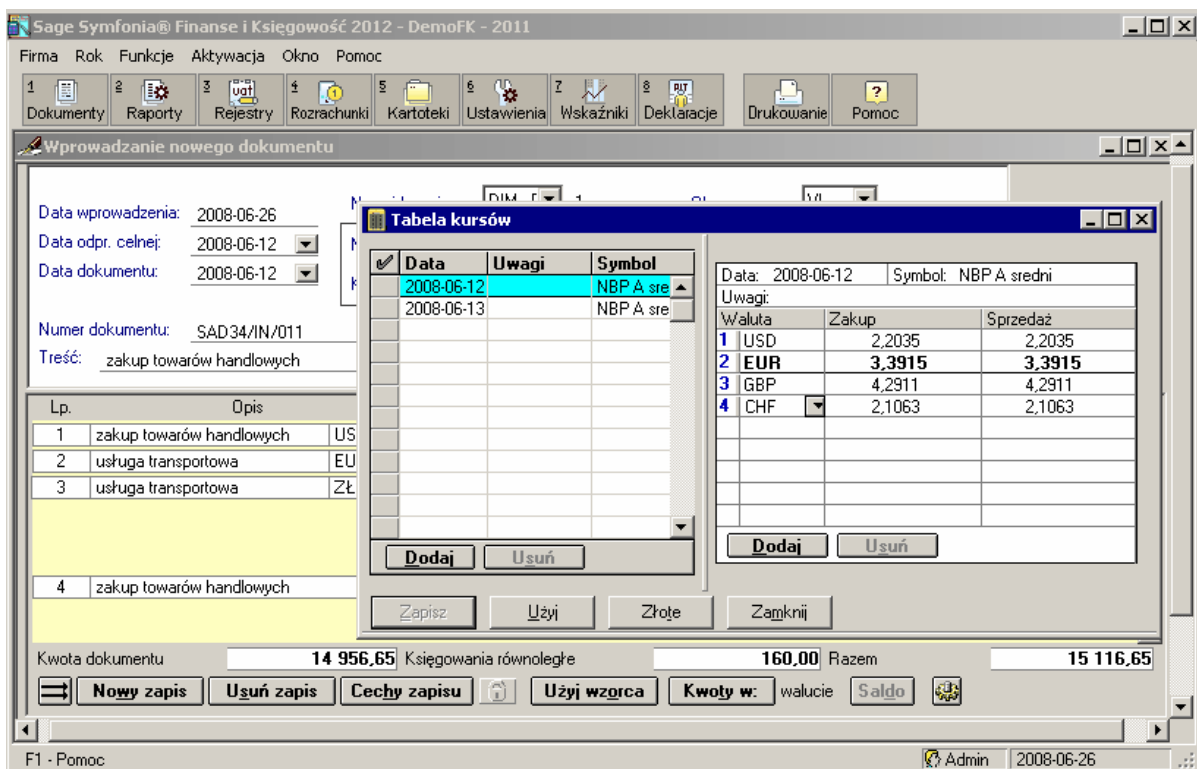 Sage Symfonia® Finanse i Księgowość 2012 - DemoFK - 2011
Firma Rok Funkcje Aktywacja Okno Pomoc
1 2 3 4 5 6 7 8
Dokumenty Raporty Rejestry Rozrachunki Kartoteki Ustawienia Wskaźniki Deklaracje Drukowanie Pomoc
Wprowadzanie nowego dokumentu
Data wprowadzenia: 2008-06-26
Data odpr. celnej: 2008-06-12
Data dokumentu: 2008-06-12
Numer dokumentu: SAD34/IN/011
Treść: zakup towarów handlowych
Lp. Opis
1 zakup towarów handlowych US
2 usługa transportowa EU
3 usługa transportowa ZŁ
4 zakup towarów handlowych
Tabela kursów
Data Uwagi Symbol
2008-06-12 NBP A sre
2008-06-13 NBP A sre
Dodaj Usuń
Data: 2008-06-12 Symbol: NBP A sredni
Uwagi:
Waluta Zakup Sprzedaż
1 USD 2,2035 2,2035
2 EUR 3,3915 3,3915
3 GBP 4,2911 4,2911
4 CHF 2,1063 2,1063
Dodaj Usuń
Zapisz Użyj Złote Zamknij
Kwota dokumentu 14 956,65 Księgowania równoległe 160,00 Razem 15 116,65
Nowy zapis Usuń zapis Cechy zapisu Użyj wzorca Kwoty w: walucie Saldo
F1 - Pomoc Admin 2008-06-26